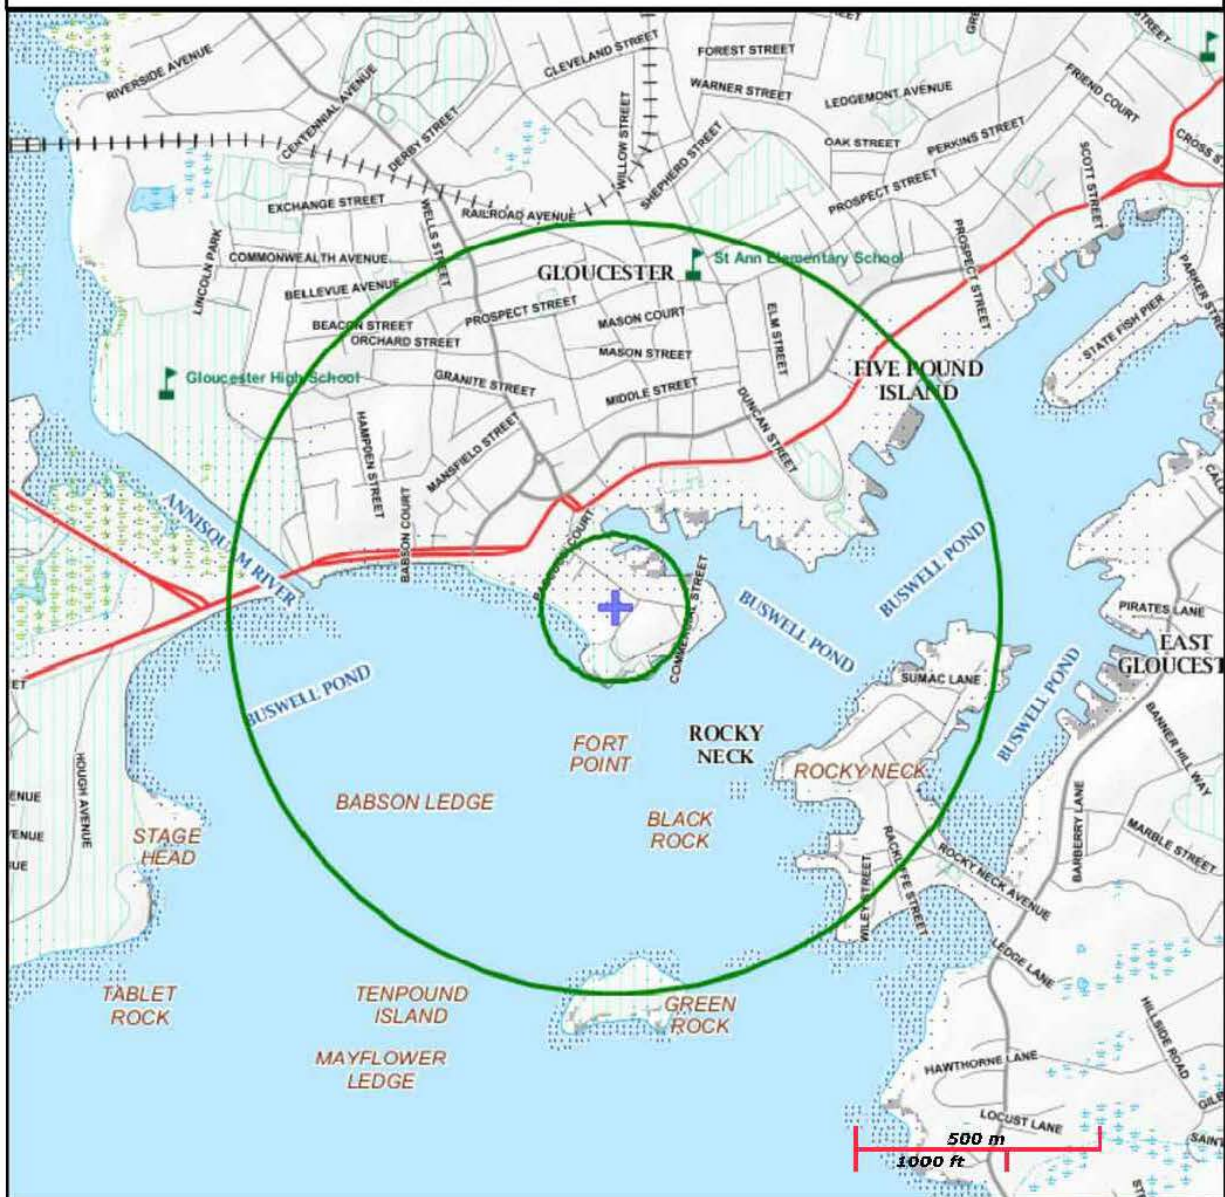 CLEVELAND STREET
FOREST STREET
RIVERSIDE AVENUE
CENTENNIAL AVENUE
DERBY STREET
WILLOW STREET
SHEPHERD STREET
WARNER STREET
LEDGEMONT AVENUE
FRIEND COURT
OAK STREET
PERKINS STREET
SCOTT STREET
EXCHANGE STREET
WELLS STREET
RAILROAD AVENUE
PROSPECT STREET
LINCOLN PARK
COMMONWEALTH AVENUE
GLOUCESTER
St Ann Elementary School
PROSPECT STREET
PARKER STREET
BELLEVUE AVENUE
BEACON STREET
PROSPECT STREET
MASON COURT
ELM STREET
STATE FISH PIER
ORCHARD STREET
MASON STREET
FIVE POUND
ISLAND
Gloucester High School
GRANITE STREET
MIDDLE STREET
HAMPDEN STREET
MANSFIELD STREET
DUNCAN STREET
ANNISQUAM RIVER
BABSON COURT
COMMERCIAL STREET
BUSWELL POND
BUSWELL POND
PIRATES LANE
EAST
GLOUCEST
BUSWELL POND
SUMAC LANE
BUSWELL POND
BANNER HILL WAY
HOUGH AVENUE
FORT
POINT
ROCKY
NECK
ROCKY NECK
ENUE
BABSON LEDGE
BLACK
ROCK
BARBERRY LANE
STAGE
HEAD
MARBLE STREET
WILEY STREET
RACKLIFFE STREET
ROCKY NECK AVENUE
LEDGE LANE
TABLET
ROCK
TENPOUND
ISLAND
GREEN
ROCK
HILLSIDE ROAD
MAYFLOWER
LEDGE
HAWTHORNE LANE
LOCUST LANE
500 m
1000 ft